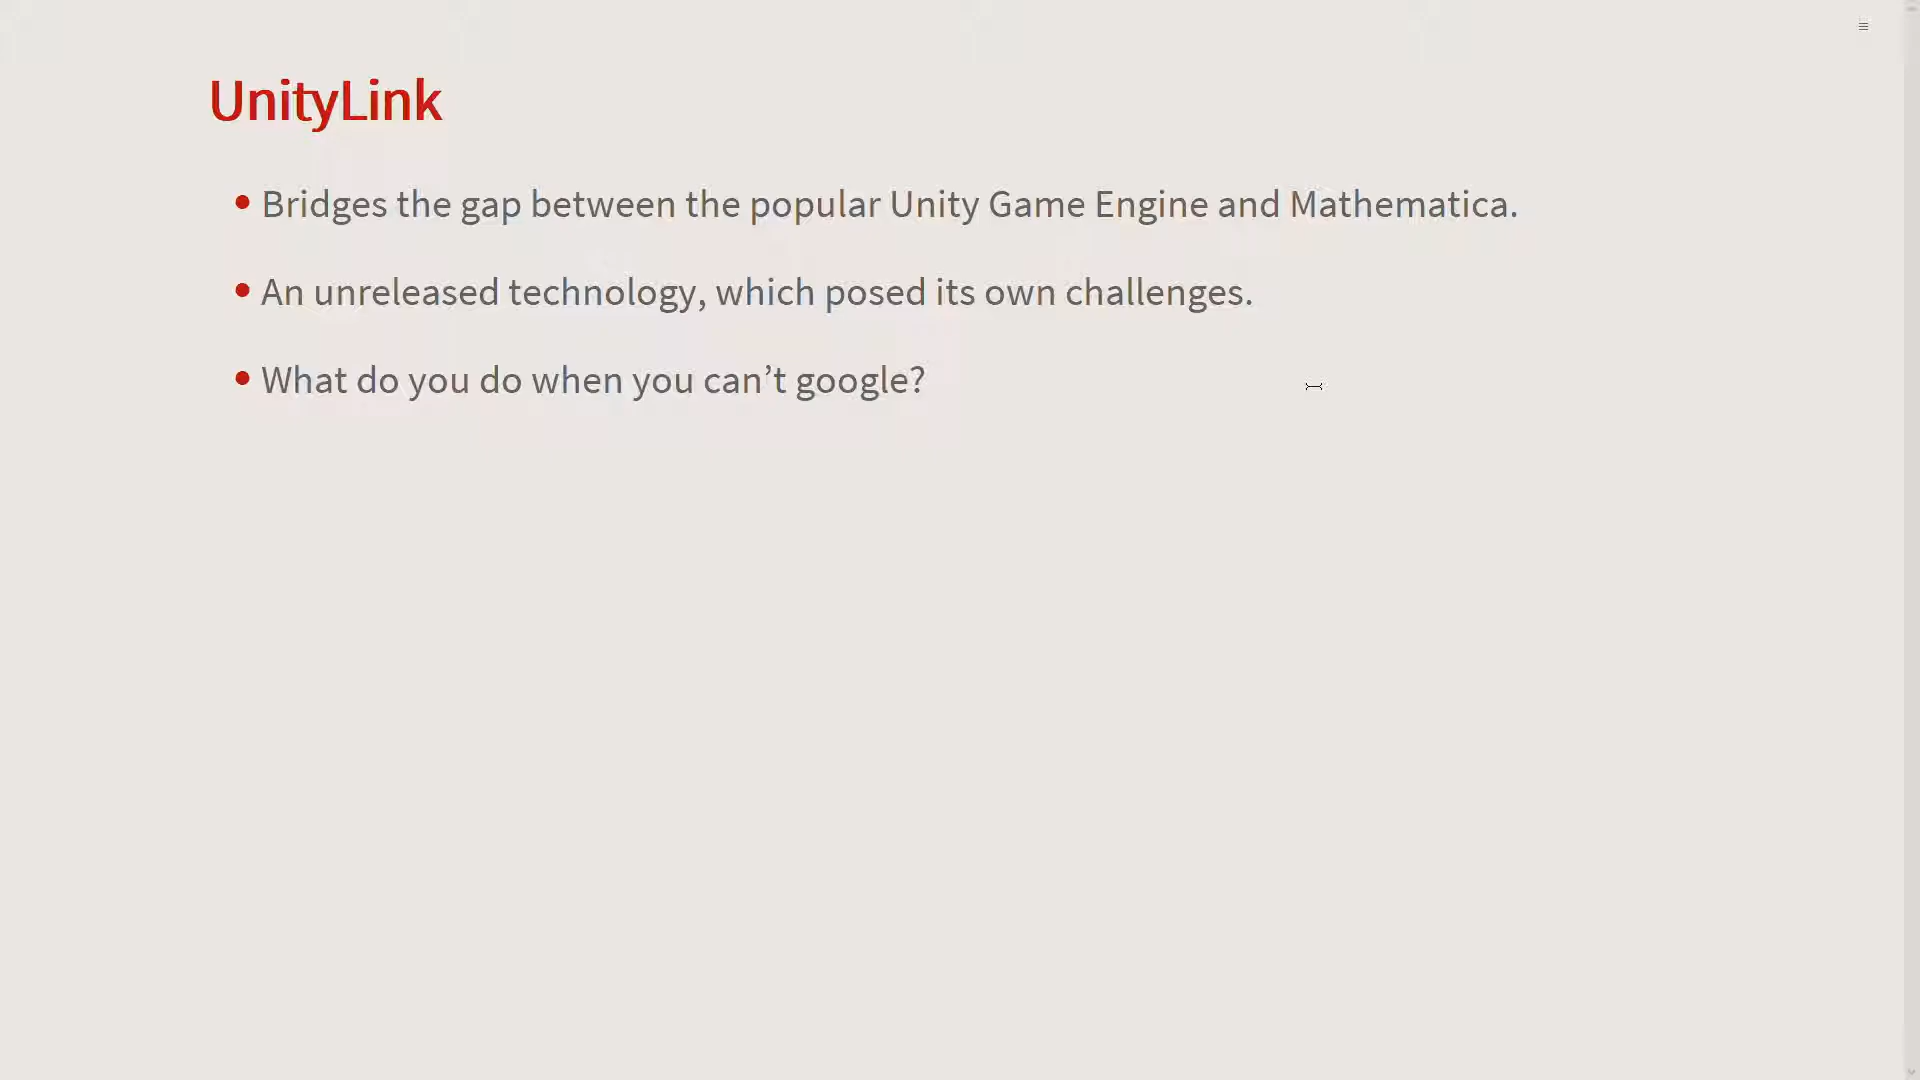 UnityLink
• Bridges the gap between the popular Unity Game Engine and Mathematica.
• An unreleased technology, which posed its own challenges.
• What do you do when you can’t google?